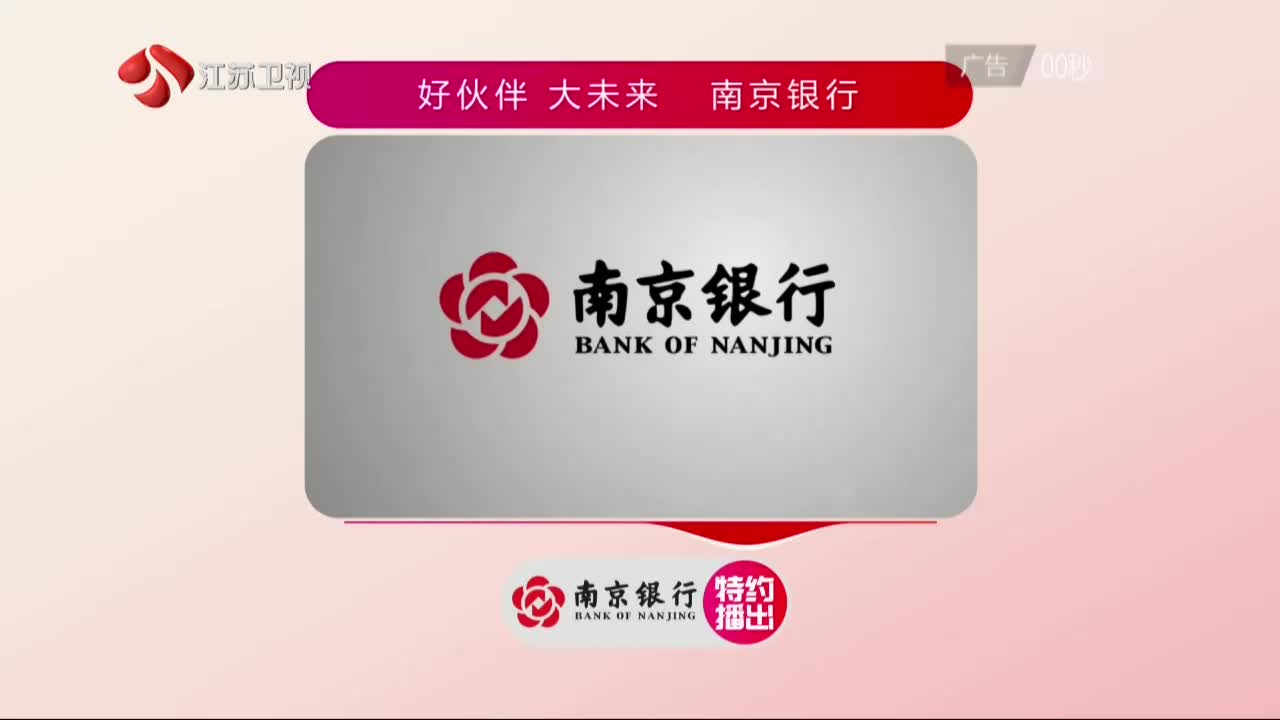 江苏卫视
好伙伴 大未来 南京银行
广告 00秒
南京银行
BANK OF NANJING
南京银行
BANK OF NANJING
特约
播出